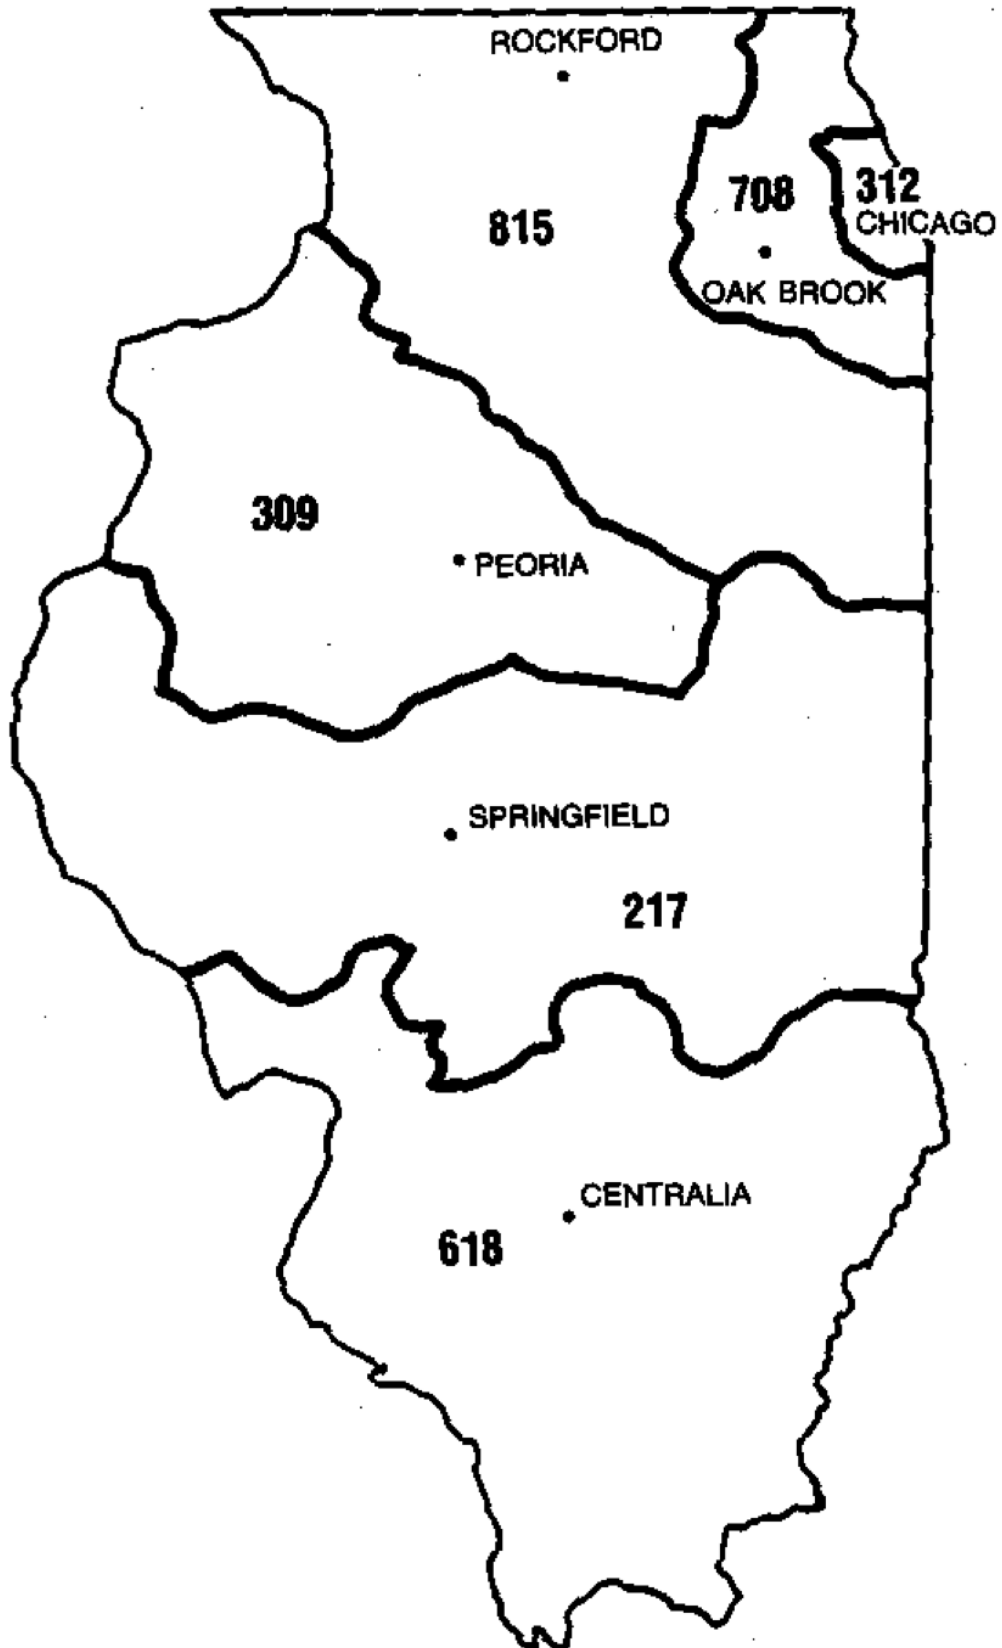 ROCKFORD
708
312
815
CHICAGO
OAK BROOK
309
PEORIA
SPRINGFIELD
217
CENTRALIA
618